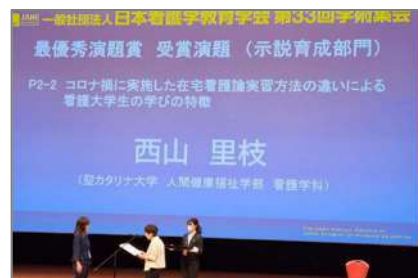 JANE 一般社団法人日本看護学教育学会 第33回学術集会
最優秀演題賞 受賞演題 (示説育成部門)
P2-2 コロナ禍に実施した在宅看護論実習方法の違いによる
看護大学生の学びの特徴
西山 里枝
(聖カタリナ大学 人間健康福祉学部 看護学科)